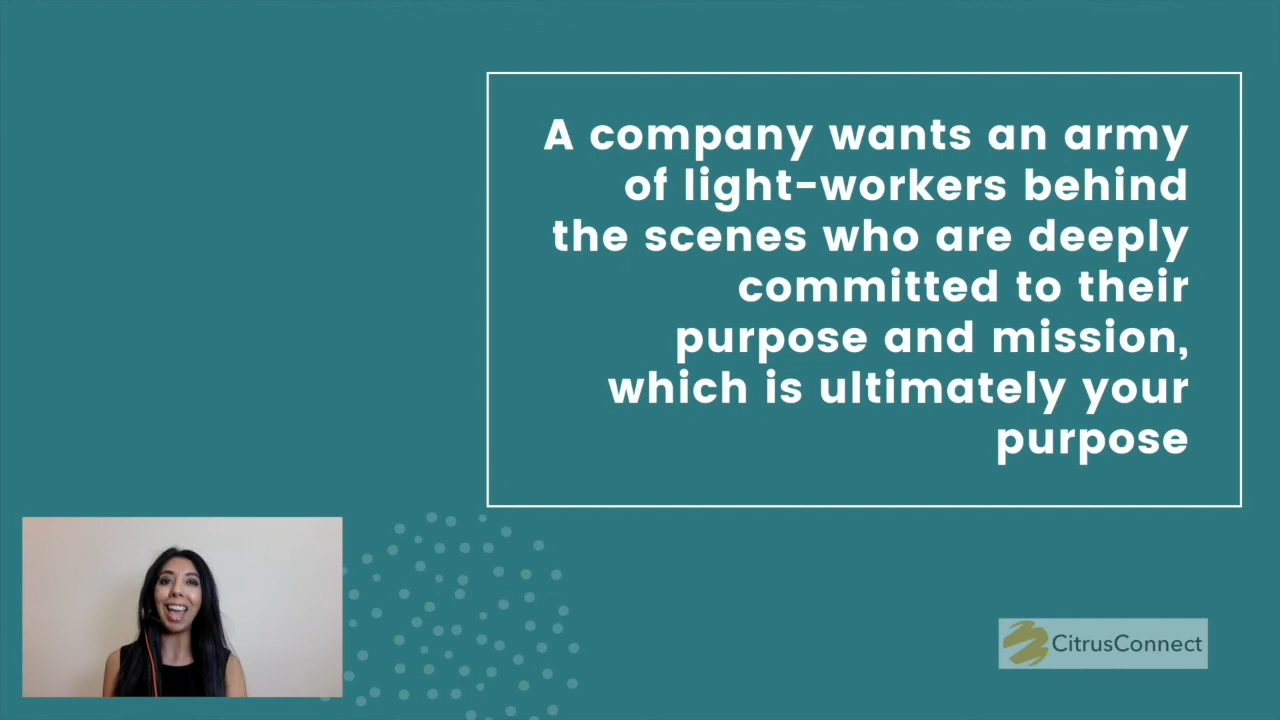 A company wants an army
of light-workers behind
the scenes who are deeply
committed to their
purpose and mission,
which is ultimately your
purpose
CitrusConnect